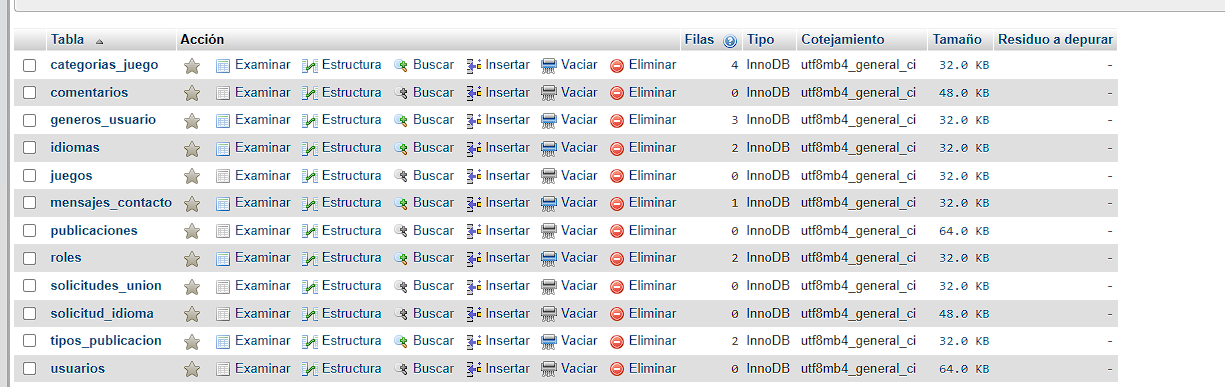 Tabla Acción Filas Tipo Cotejamiento Tamaño Residuo a depurar
categorias_juego Examinar Estructura Buscar Insertar Vaciar Eliminar 4 InnoDB utf8mb4_general_ci 32.0 KB -
comentarios Examinar Estructura Buscar Insertar Vaciar Eliminar 0 InnoDB utf8mb4_general_ci 48.0 KB -
generos_usuario Examinar Estructura Buscar Insertar Vaciar Eliminar 3 InnoDB utf8mb4_general_ci 32.0 KB -
idiomas Examinar Estructura Buscar Insertar Vaciar Eliminar 2 InnoDB utf8mb4_general_ci 32.0 KB -
juegos Examinar Estructura Buscar Insertar Vaciar Eliminar 0 InnoDB utf8mb4_general_ci 32.0 KB -
mensajes_contacto Examinar Estructura Buscar Insertar Vaciar Eliminar 1 InnoDB utf8mb4_general_ci 32.0 KB -
publicaciones Examinar Estructura Buscar Insertar Vaciar Eliminar 0 InnoDB utf8mb4_general_ci 64.0 KB -
roles Examinar Estructura Buscar Insertar Vaciar Eliminar 2 InnoDB utf8mb4_general_ci 32.0 KB -
solicitudes_union Examinar Estructura Buscar Insertar Vaciar Eliminar 0 InnoDB utf8mb4_general_ci 32.0 KB -
solicitud_idioma Examinar Estructura Buscar Insertar Vaciar Eliminar 0 InnoDB utf8mb4_general_ci 48.0 KB -
tipos_publicacion Examinar Estructura Buscar Insertar Vaciar Eliminar 2 InnoDB utf8mb4_general_ci 32.0 KB -
usuarios Examinar Estructura Buscar Insertar Vaciar Eliminar 0 InnoDB utf8mb4_general_ci 64.0 KB -